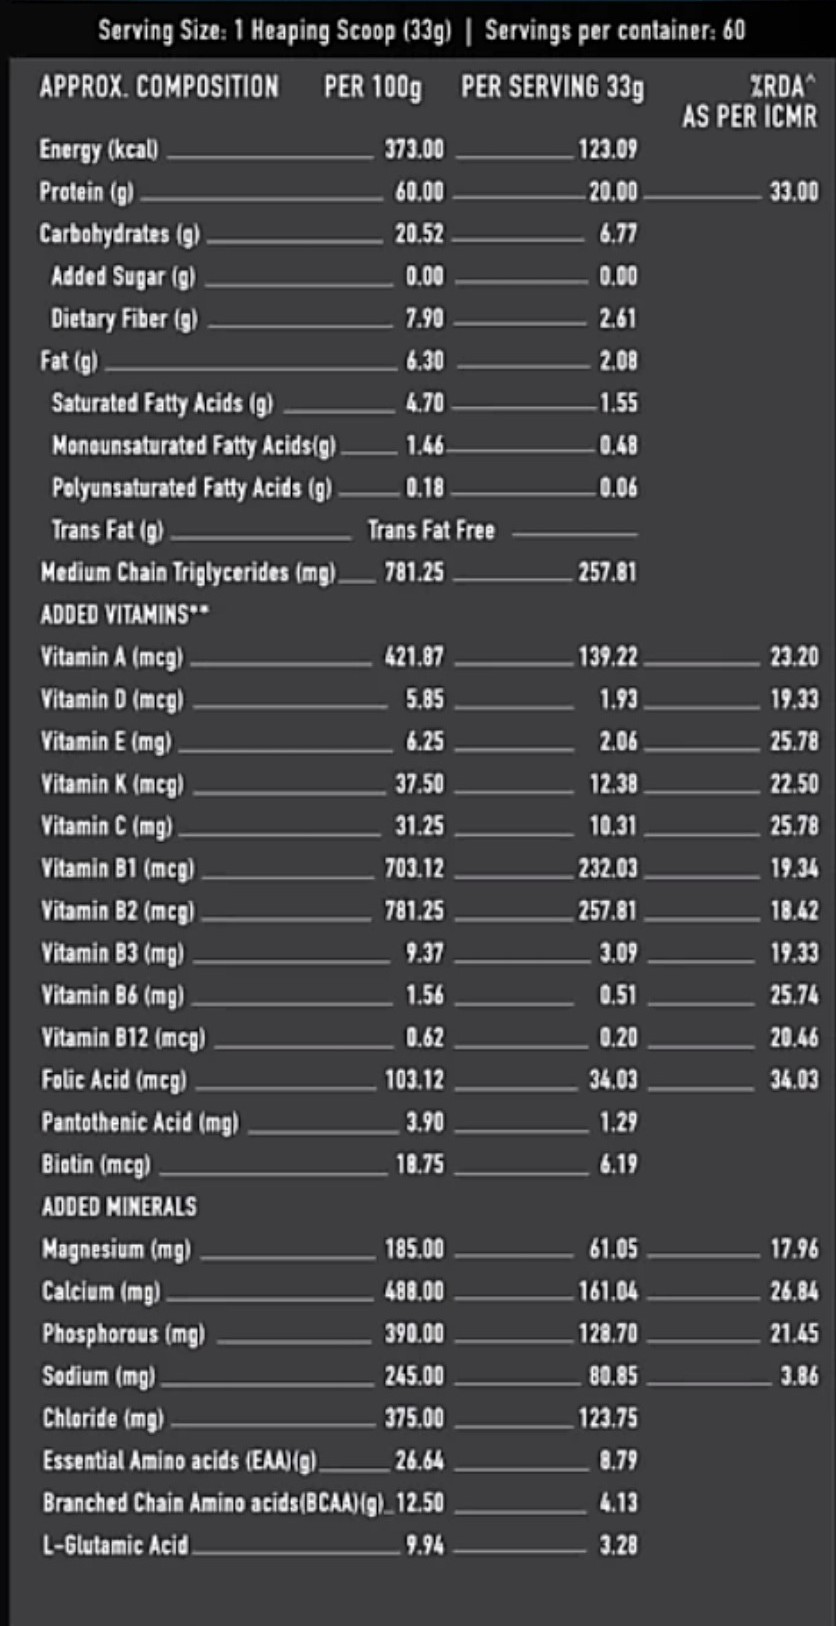 Serving Size: 1 Heaping Scoop (33g) | Servings per container: 60
APPROX. COMPOSITION PER 100g PER SERVING 33g %RDA^
AS PER ICMR
Energy (kcal) 373.00 123.09
Protein (g) 60.00 20.00 33.00
Carbohydrates (g) 20.52 6.77
Added Sugar (g) 0.00 0.00
Dietary Fiber (g) 7.90 2.61
Fat (g) 6.30 2.08
Saturated Fatty Acids (g) 4.70 1.55
Monounsaturated Fatty Acids(g) 1.46 0.48
Polyunsaturated Fatty Acids (g) 0.18 0.06
Trans Fat (g) Trans Fat Free
Medium Chain Triglycerides (mg) 781.25 257.81
ADDED VITAMINS**
Vitamin A (mcg) 421.87 139.22 23.20
Vitamin D (mcg) 5.85 1.93 19.33
Vitamin E (mg) 6.25 2.06 25.78
Vitamin K (mcg) 37.50 12.38 22.50
Vitamin C (mg) 31.25 10.31 25.78
Vitamin B1 (mcg) 703.12 232.03 19.34
Vitamin B2 (mcg) 781.25 257.81 18.42
Vitamin B3 (mg) 9.37 3.09 19.33
Vitamin B6 (mg) 1.56 0.51 25.74
Vitamin B12 (mcg) 0.62 0.20 20.46
Folic Acid (mcg) 103.12 34.03 34.03
Pantothenic Acid (mg) 3.90 1.29
Biotin (mcg) 18.75 6.19
ADDED MINERALS
Magnesium (mg) 185.00 61.05 17.96
Calcium (mg) 488.00 161.04 26.84
Phosphorous (mg) 390.00 128.70 21.45
Sodium (mg) 245.00 80.85 3.86
Chloride (mg) 375.00 123.75
Essential Amino acids (EAA)(g) 26.64 8.79
Branched Chain Amino acids(BCAA)(g) 12.50 4.13
L-Glutamic Acid 9.94 3.28